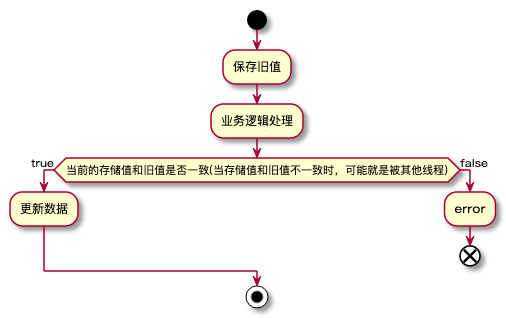 保存旧值
业务逻辑处理
true
当前的存储值和旧值是否一致(当存储值和旧值不一致时，可能就是被其他线程)
false
更新数据
error